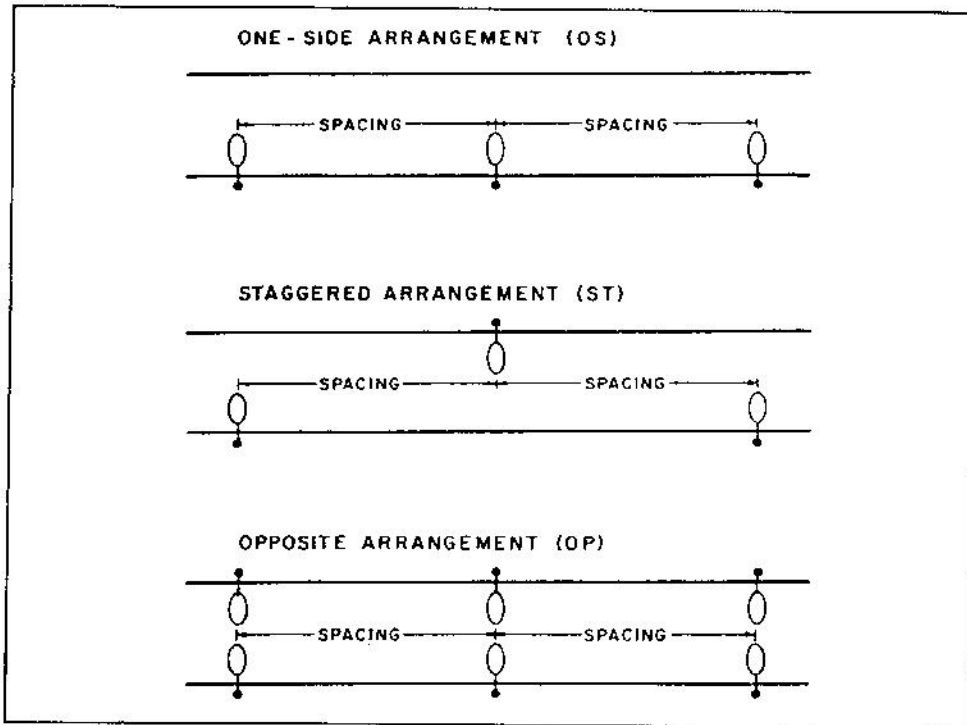 ONE-SIDE ARRANGEMENT (OS)
SPACING SPACING
STAGGERED ARRANGEMENT (ST)
SPACING SPACING
OPPOSITE ARRANGEMENT (OP)
SPACING SPACING